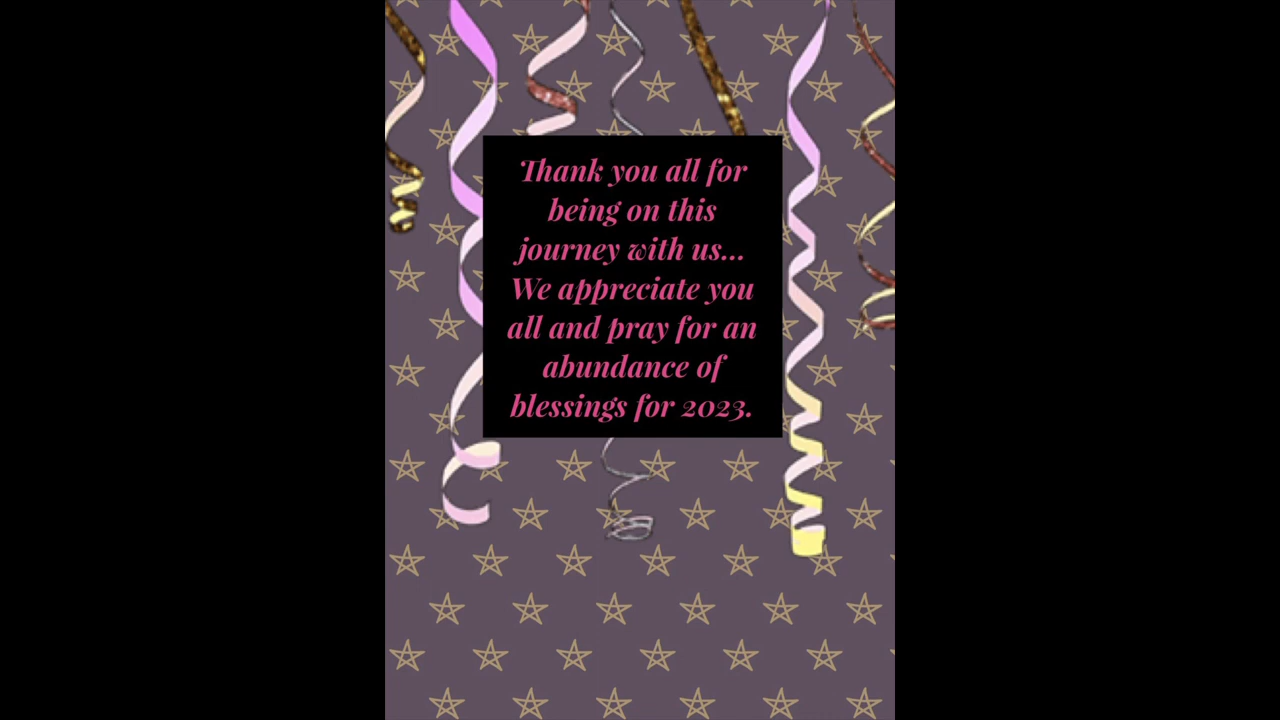 Thank you all for
being on this
journey with us...
We appreciate you
all and pray for an
abundance of
blessings for 2023.